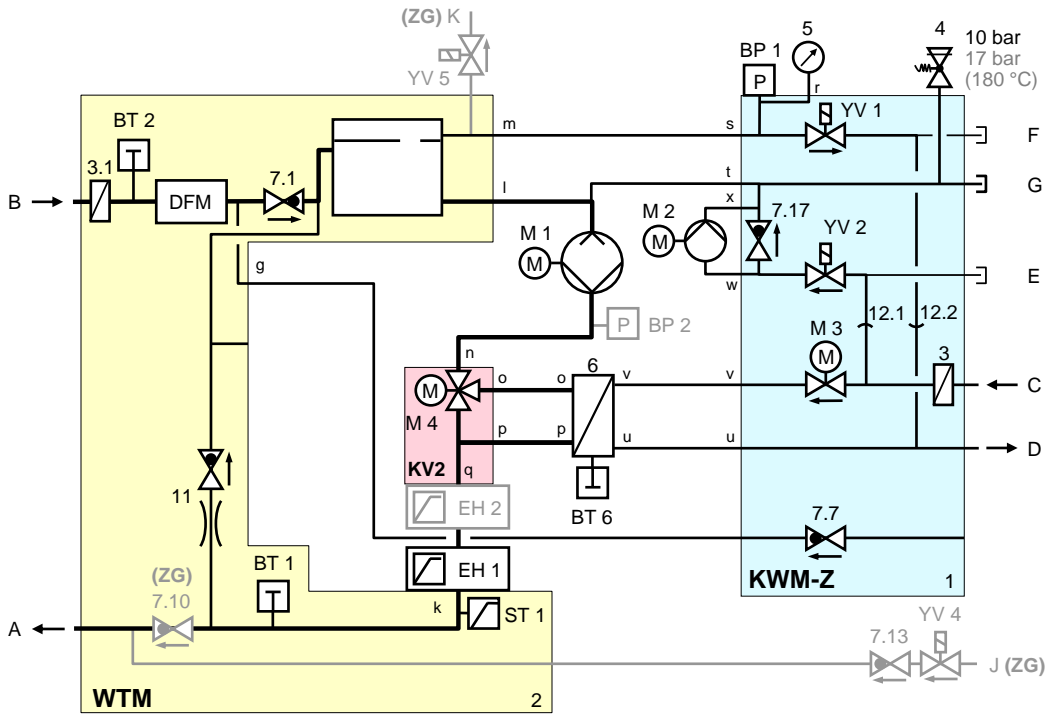 (ZG) K
YV 5
BP 1
P
5
r
4
10 bar
17 bar
(180 °C)
BT 2
3.1
7.1
m
s
YV 1
F
B
DFM
l
t
G
x
7.17
M 2
M
YV 2
M 1
M
g
w
E
P
BP 2
12.1
12.2
M 3
M
n
6
3
M
o
o
v
v
C
M 4
p
p
u
u
D
KV2
q
11
EH 2
BT 6
7.7
BT 1
EH 1
KWM-Z
1
(ZG)
7.10
k
ST 1
A
YV 4
7.13
J (ZG)
WTM
2